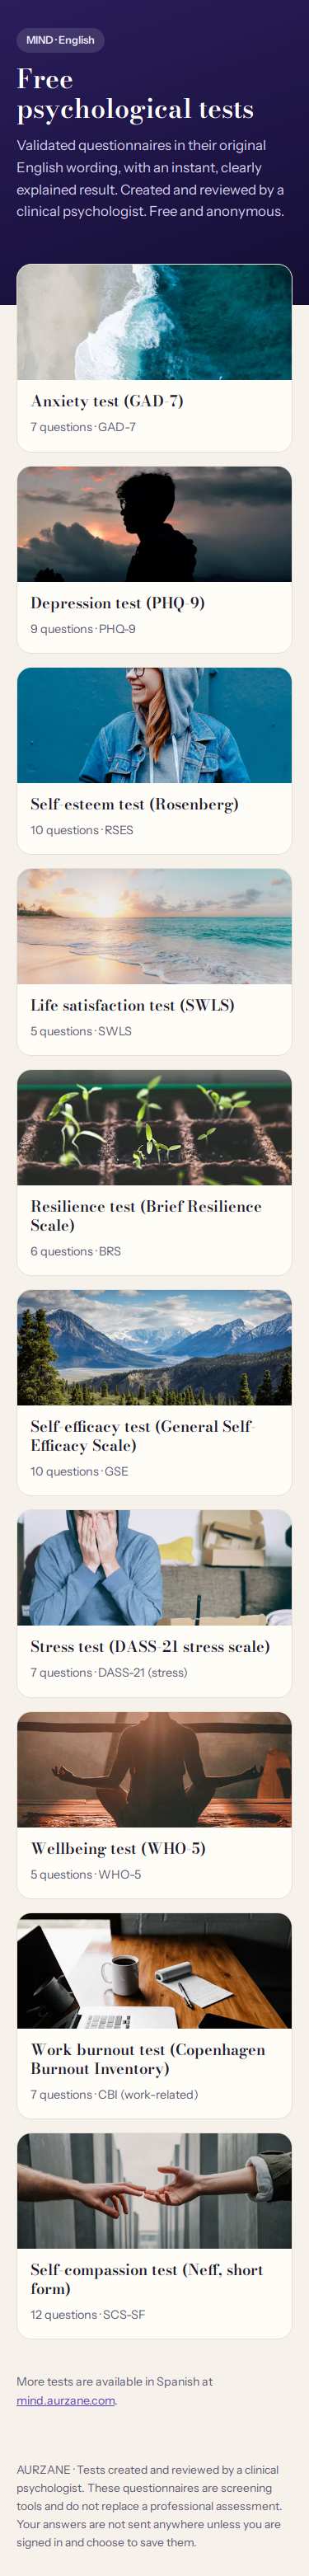 MIND · English
Free
psychological tests
Validated questionnaires in their original
English wording, with an instant, clearly
explained result. Created and reviewed by a
clinical psychologist. Free and anonymous.
Anxiety test (GAD-7)
7 questions · GAD-7
Depression test (PHQ-9)
9 questions · PHQ-9
Self-esteem test (Rosenberg)
10 questions · RSES
Life satisfaction test (SWLS)
5 questions · SWLS
Resilience test (Brief Resilience
Scale)
6 questions · BRS
Self-efficacy test (General Self-
Efficacy Scale)
10 questions · GSE
Stress test (DASS-21 stress scale)
7 questions · DASS-21 (stress)
Wellbeing test (WHO-5)
5 questions · WHO-5
Work burnout test (Copenhagen
Burnout Inventory)
7 questions · CBI (work-related)
Self-compassion test (Neff, short
form)
12 questions · SCS-SF
More tests are available in Spanish at
mind.aurzane.com.
AURZANE · Tests created and reviewed by a clinical
psychologist. These questionnaires are screening
tools and do not replace a professional assessment.
Your answers are not sent anywhere unless you are
signed in and choose to save them.